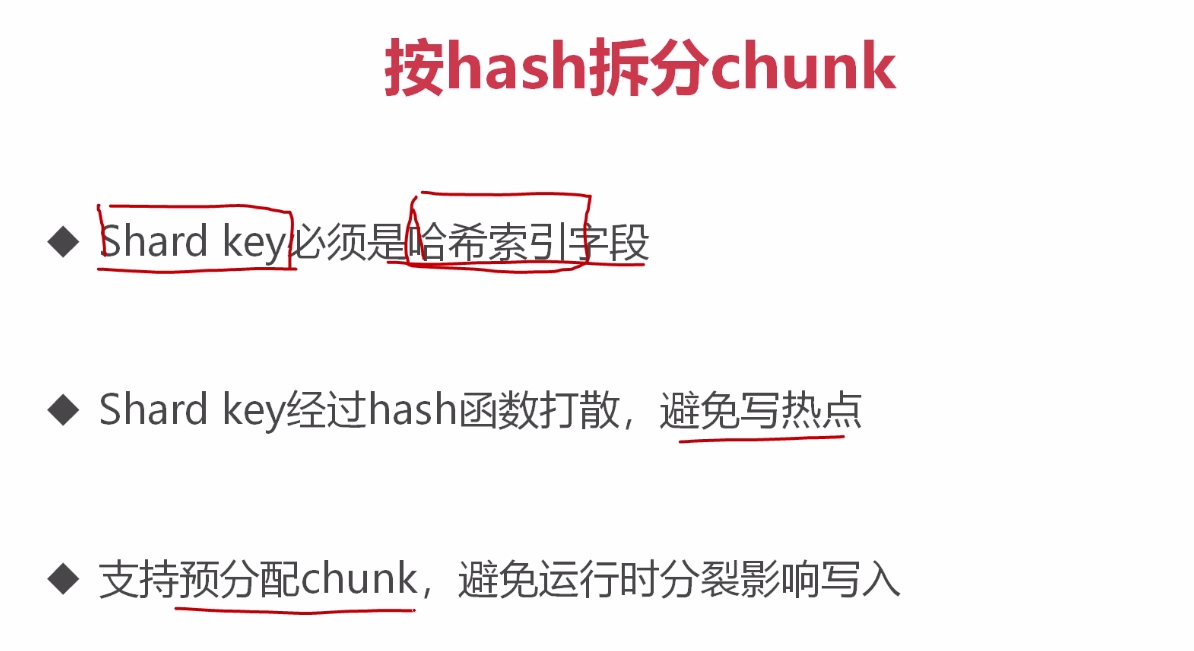 按hash拆分chunk
◆ Shard key必须是哈希索引字段
◆ Shard key经过hash函数打散，避免写热点
◆ 支持预分配chunk，避免运行时分裂影响写入